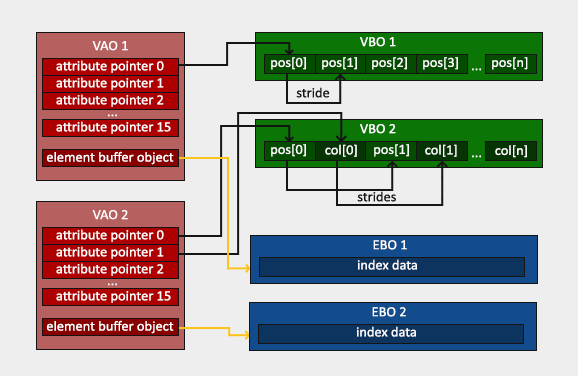 VAO 1
attribute pointer 0
attribute pointer 1
attribute pointer 2
...
attribute pointer 15
element buffer object
VBO 1
pos[0] pos[1] pos[2] pos[3] ... pos[n]
stride
VBO 2
pos[0] col[0] pos[1] col[1] ... col[n]
strides
VAO 2
attribute pointer 0
attribute pointer 1
attribute pointer 2
...
attribute pointer 15
element buffer object
EBO 1
index data
EBO 2
index data